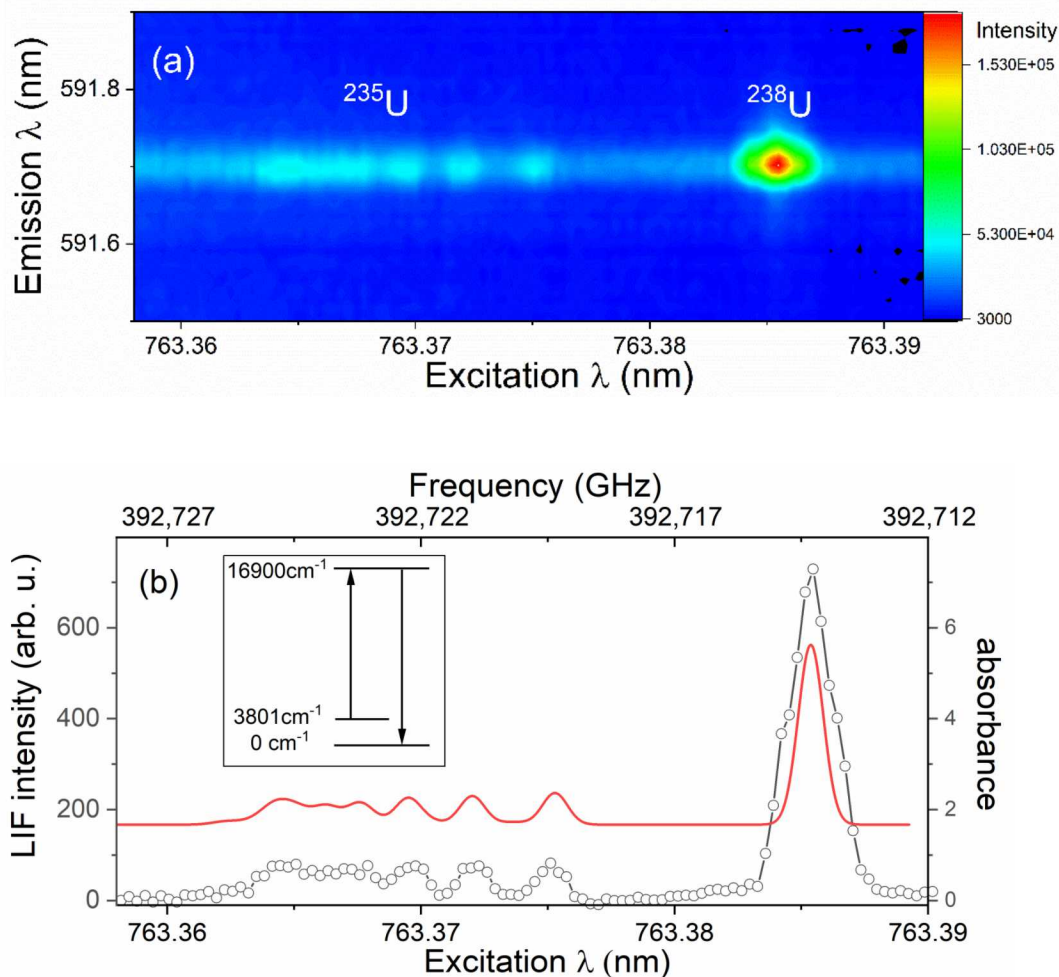 (a)
Intensity
1.530E+05
1.030E+05
5.300E+04
3000
Emission λ (nm)
591.8
591.6
²³⁵U
²³⁸U
763.36 763.37 763.38 763.39
Excitation λ (nm)
Frequency (GHz)
392,727 392,722 392,717 392,712
(b)
16900cm⁻¹
3801cm⁻¹
0 cm⁻¹
LIF intensity (arb. u.)
600
400
200
0
6
4
2
0
absorbance
763.36 763.37 763.38 763.39
Excitation λ (nm)